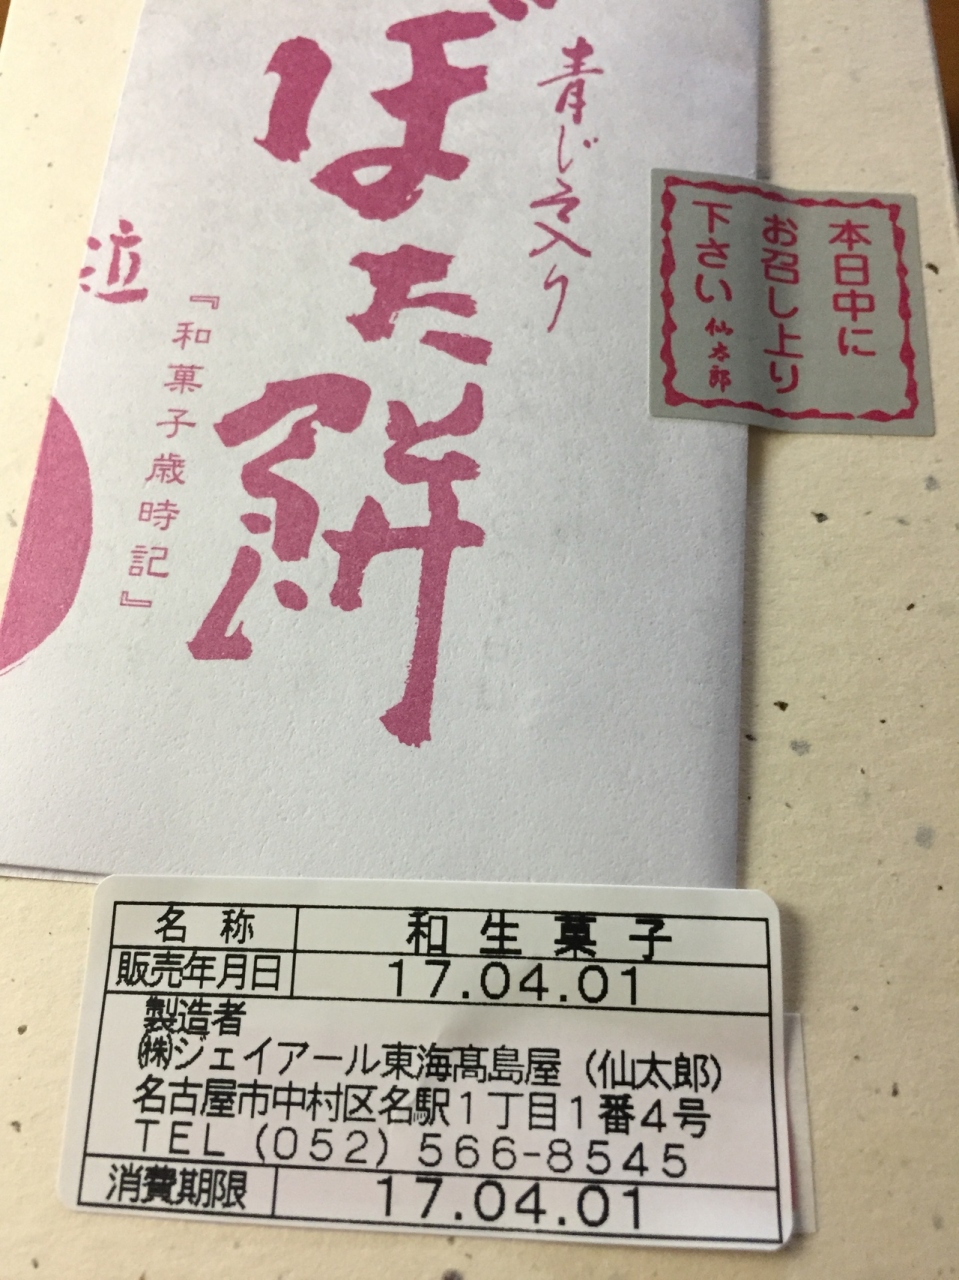 青じそ入り
ぼた餅
『和菓子歳時記』
本日中に
お召し上り
下さい 仙太郎
名称 和生菓子
販売年月日 17.04.01
製造者
㈱ジェイアール東海髙島屋（仙太郎）
名古屋市中村区名駅１丁目１番４号
ＴＥＬ（０５２）５６６−８５４５
消費期限 17.04.01